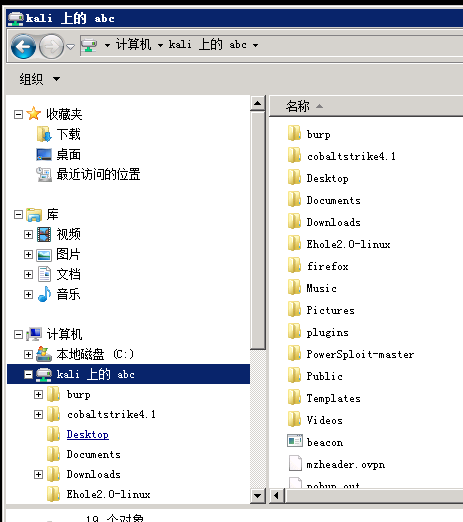 kali 上的 abc
计算机 kali 上的 abc
组织
收藏夹
下载
桌面
最近访问的位置
库
视频
图片
文档
音乐
计算机
本地磁盘 (C:)
kali 上的 abc
burp
cobaltstrike4.1
Desktop
Documents
Downloads
Ehole2.0-linux
名称
burp
cobaltstrike4.1
Desktop
Documents
Downloads
Ehole2.0-linux
firefox
Music
Pictures
plugins
PowerSploit-master
Public
Templates
Videos
beacon
mzheader.ovpn
nohup.out
19 个对象